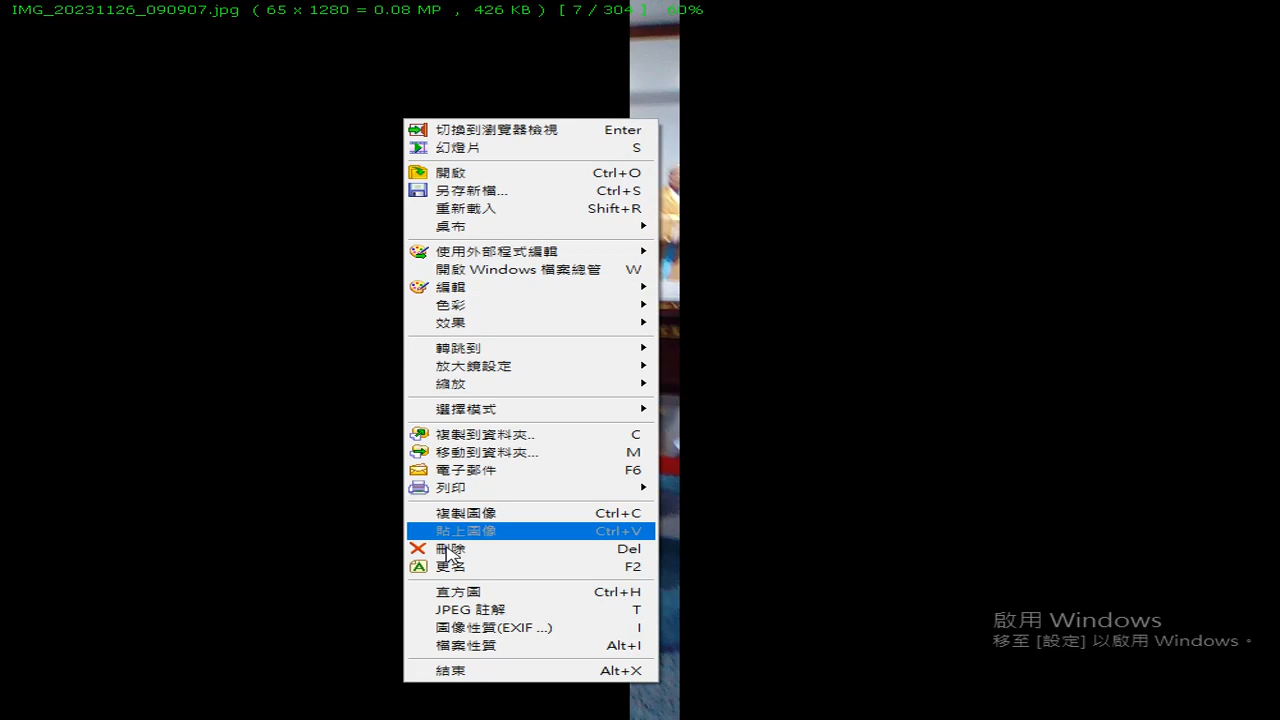 IMG_20231126_090907.jpg ( 65 x 1280 = 0.08 MP , 426 KB ) [ 7 / 304 ] 60%
切換到瀏覽器檢視 Enter
幻燈片 S
開啟 Ctrl+O
另存新檔... Ctrl+S
重新載入 Shift+R
桌布
使用外部程式編輯
開啟 Windows 檔案總管 W
編輯
色彩
效果
轉跳到
放大鏡設定
縮放
選擇模式
複製到資料夾.. C
移動到資料夾... M
電子郵件 F6
列印
複製圖像 Ctrl+C
貼上圖像 Ctrl+V
刪除 Del
更名 F2
直方圖 Ctrl+H
JPEG 註解 T
圖像性質(EXIF ...) I
檔案性質 Alt+I
結束 Alt+X
啟用 Windows
移至 [設定] 以啟用 Windows。